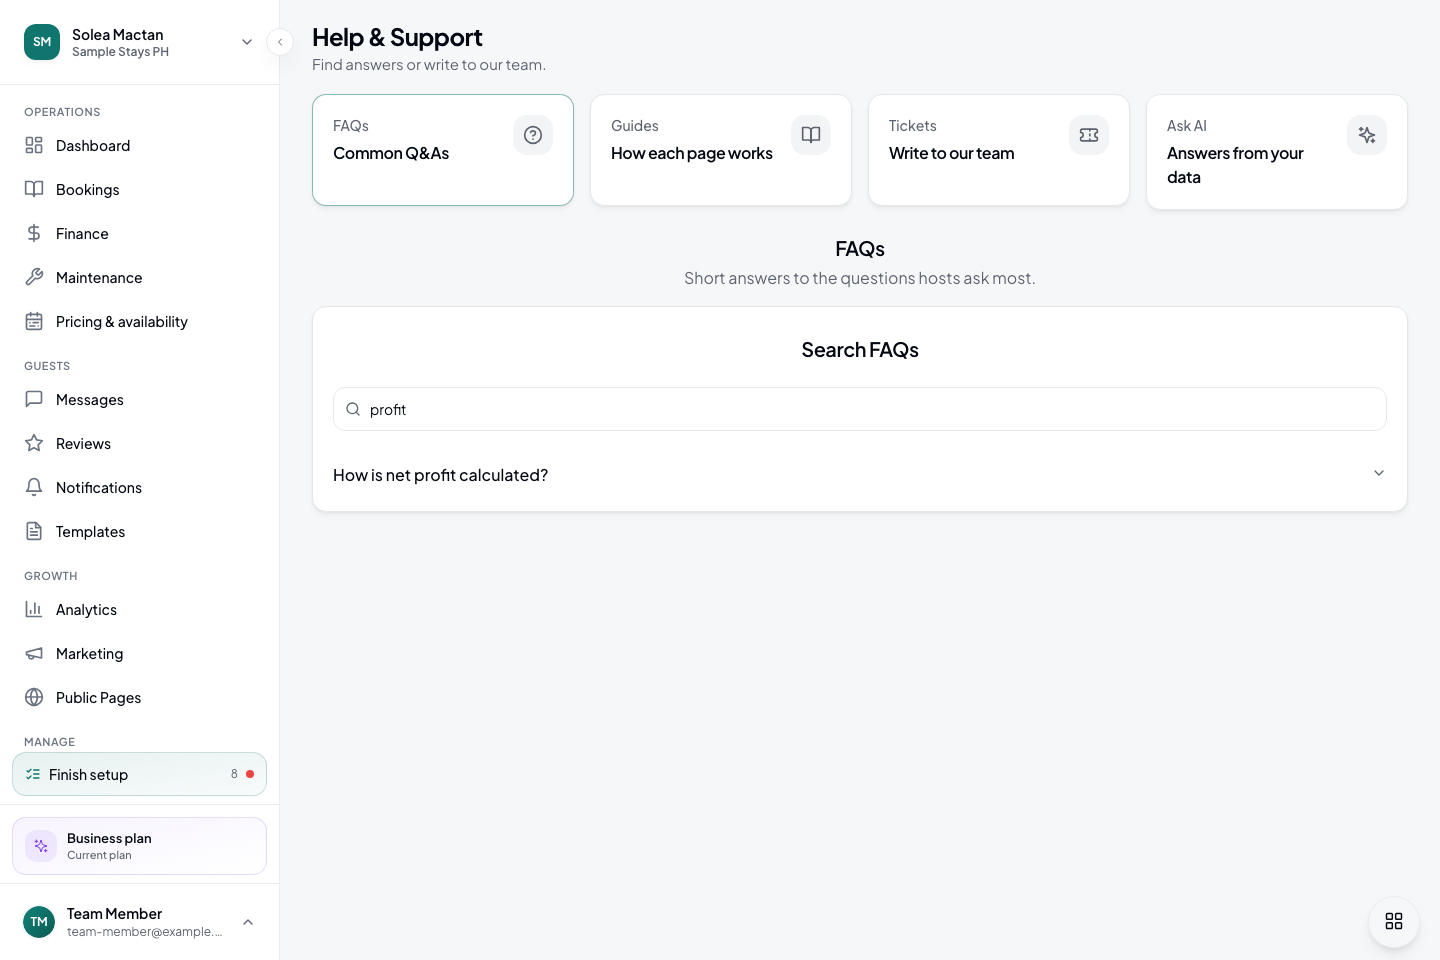 SM
Solea Mactan
Sample Stays PH
OPERATIONS
Dashboard
Bookings
Finance
Maintenance
Pricing & availability
GUESTS
Messages
Reviews
Notifications
Templates
GROWTH
Analytics
Marketing
Public Pages
MANAGE
Finish setup 8
Business plan
Current plan
TM
Team Member
team-member@example....
Help & Support
Find answers or write to our team.
FAQs
Common Q&As
Guides
How each page works
Tickets
Write to our team
Ask AI
Answers from your
data
FAQs
Short answers to the questions hosts ask most.
Search FAQs
profit
How is net profit calculated?